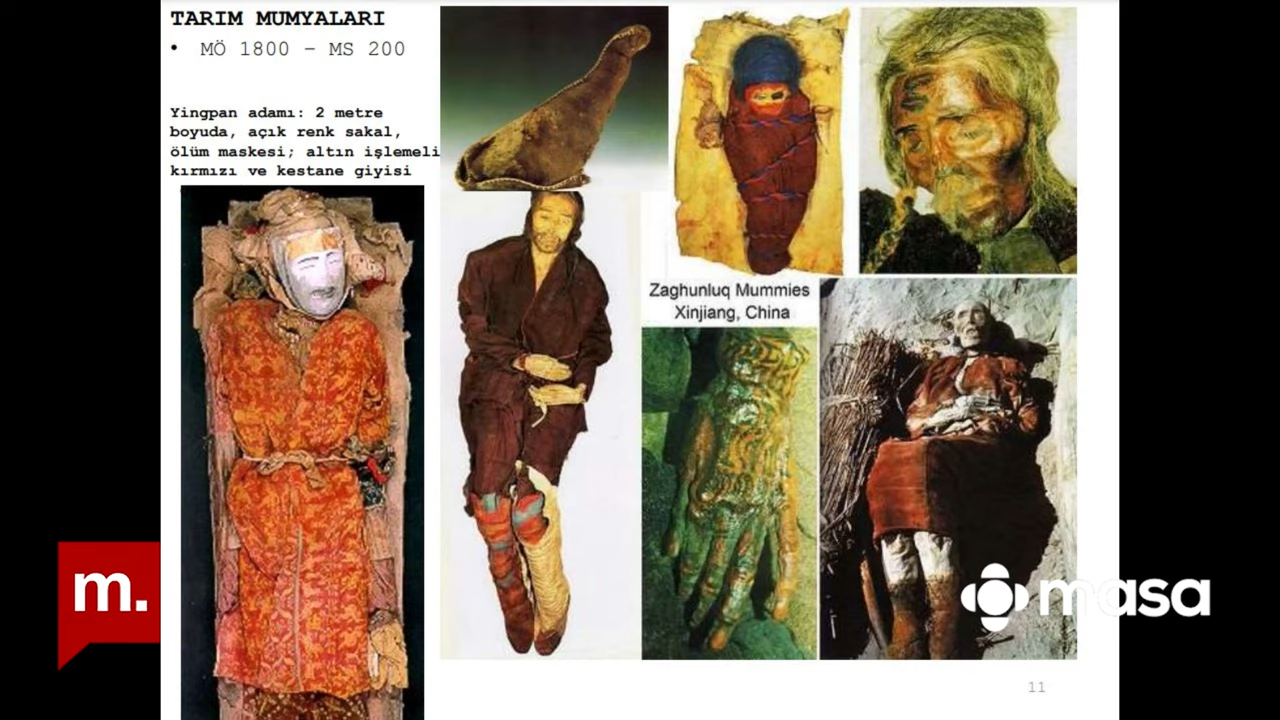 TARIM MUMYALARI
• MÖ 1800 – MS 200
Yingpan adamı: 2 metre
boyuda, açık renk sakal,
ölüm maskesi; altın işlemeli
kırmızı ve kestane giyisi
Zaghunluq Mummies
Xinjiang, China
m.
masa
11